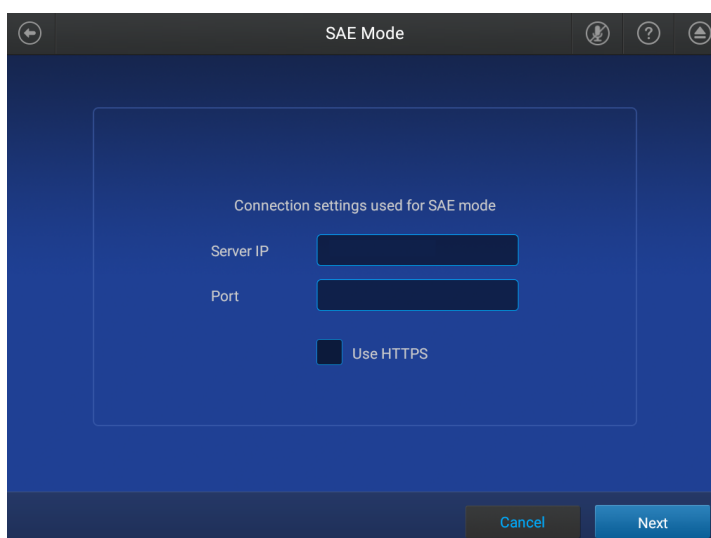 SAE Mode
?
Connection settings used for SAE mode
Server IP
Port
Use HTTPS
Cancel
Next